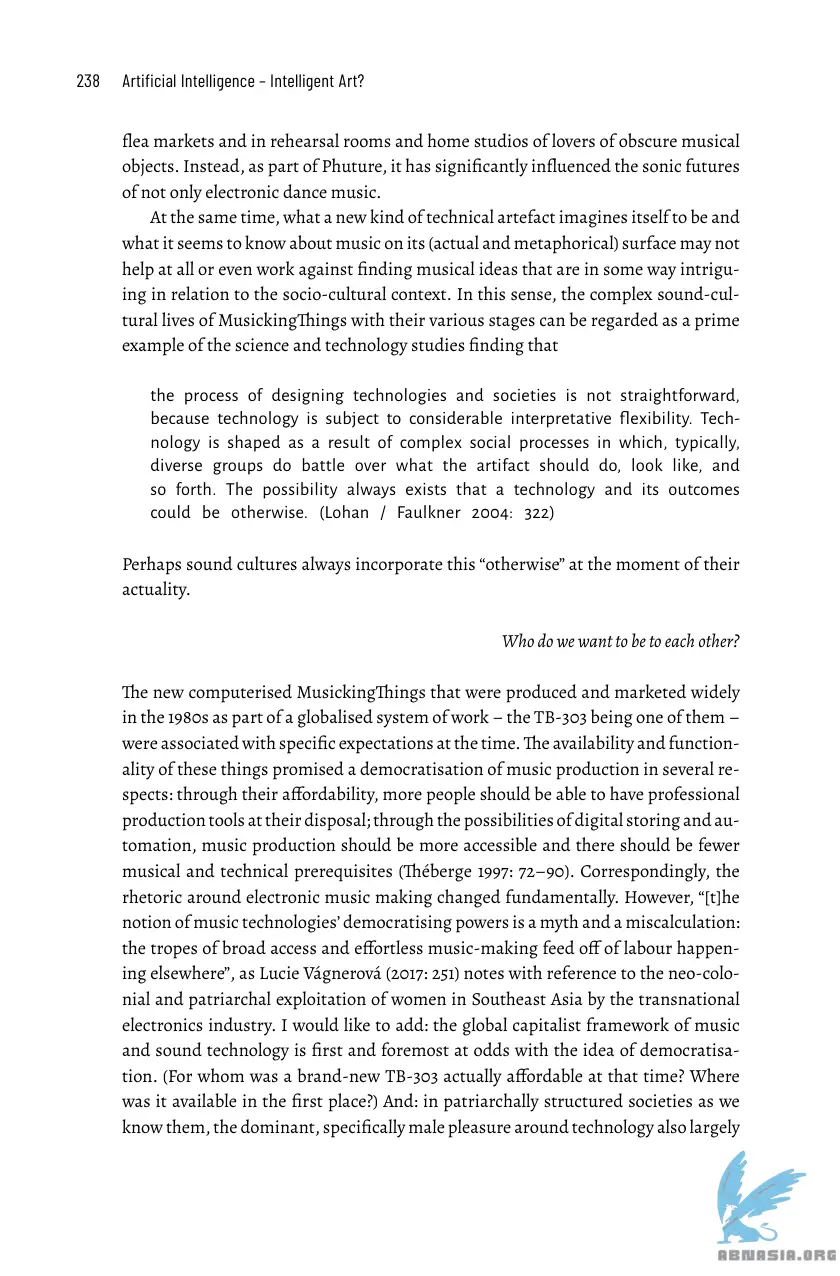 238 Artificial Intelligence – Intelligent Art?
flea markets and in rehearsal rooms and home studios of lovers of obscure musical
objects. Instead, as part of Phuture, it has significantly influenced the sonic futures
of not only electronic dance music.
At the same time, what a new kind of technical artefact imagines itself to be and
what it seems to know about music on its (actual and metaphorical) surface may not
help at all or even work against finding musical ideas that are in some way intrigu-
ing in relation to the socio-cultural context. In this sense, the complex sound-cul-
tural lives of MusickingThings with their various stages can be regarded as a prime
example of the science and technology studies finding that
the process of designing technologies and societies is not straightforward,
because technology is subject to considerable interpretative flexibility. Tech-
nology is shaped as a result of complex social processes in which, typically,
diverse groups do battle over what the artifact should do, look like, and
so forth. The possibility always exists that a technology and its outcomes
could be otherwise. (Lohan / Faulkner 2004: 322)
Perhaps sound cultures always incorporate this “otherwise” at the moment of their
actuality.
Who do we want to be to each other?
The new computerised MusickingThings that were produced and marketed widely
in the 1980s as part of a globalised system of work – the TB-303 being one of them –
were associated with specific expectations at the time. The availability and function-
ality of these things promised a democratisation of music production in several re-
spects: through their affordability, more people should be able to have professional
production tools at their disposal; through the possibilities of digital storing and au-
tomation, music production should be more accessible and there should be fewer
musical and technical prerequisites (Théberge 1997: 72–90). Correspondingly, the
rhetoric around electronic music making changed fundamentally. However, “[t]he
notion of music technologies’ democratising powers is a myth and a miscalculation:
the tropes of broad access and effortless music-making feed off of labour happen-
ing elsewhere”, as Lucie Vágnerová (2017: 251) notes with reference to the neo-colo-
nial and patriarchal exploitation of women in Southeast Asia by the transnational
electronics industry. I would like to add: the global capitalist framework of music
and sound technology is first and foremost at odds with the idea of democratisa-
tion. (For whom was a brand-new TB-303 actually affordable at that time? Where
was it available in the first place?) And: in patriarchally structured societies as we
know them, the dominant, specifically male pleasure around technology also largely
ABNASIA.ORG